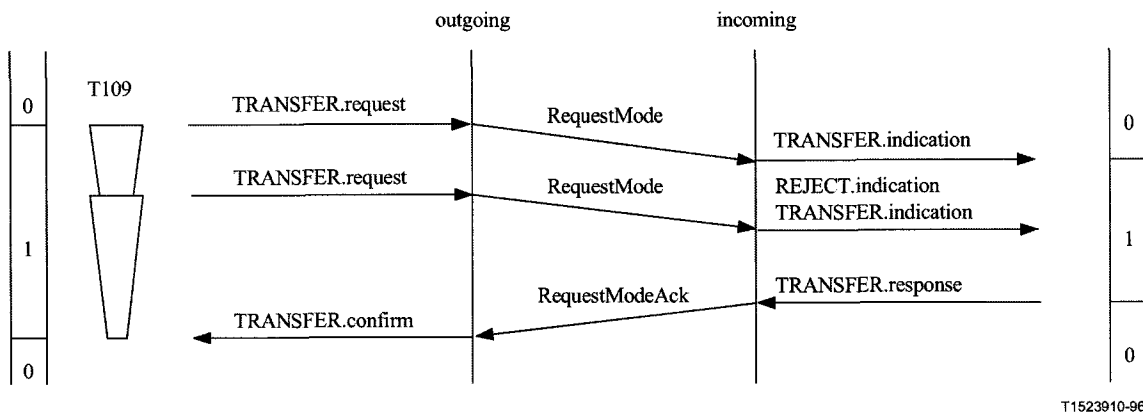 outgoing
incoming
T109
0
TRANSFER.request
RequestMode
0
TRANSFER.indication
TRANSFER.request
RequestMode
REJECT.indication
TRANSFER.indication
1
1
RequestModeAck
TRANSFER.response
TRANSFER.confirm
0
0
T1523910-96